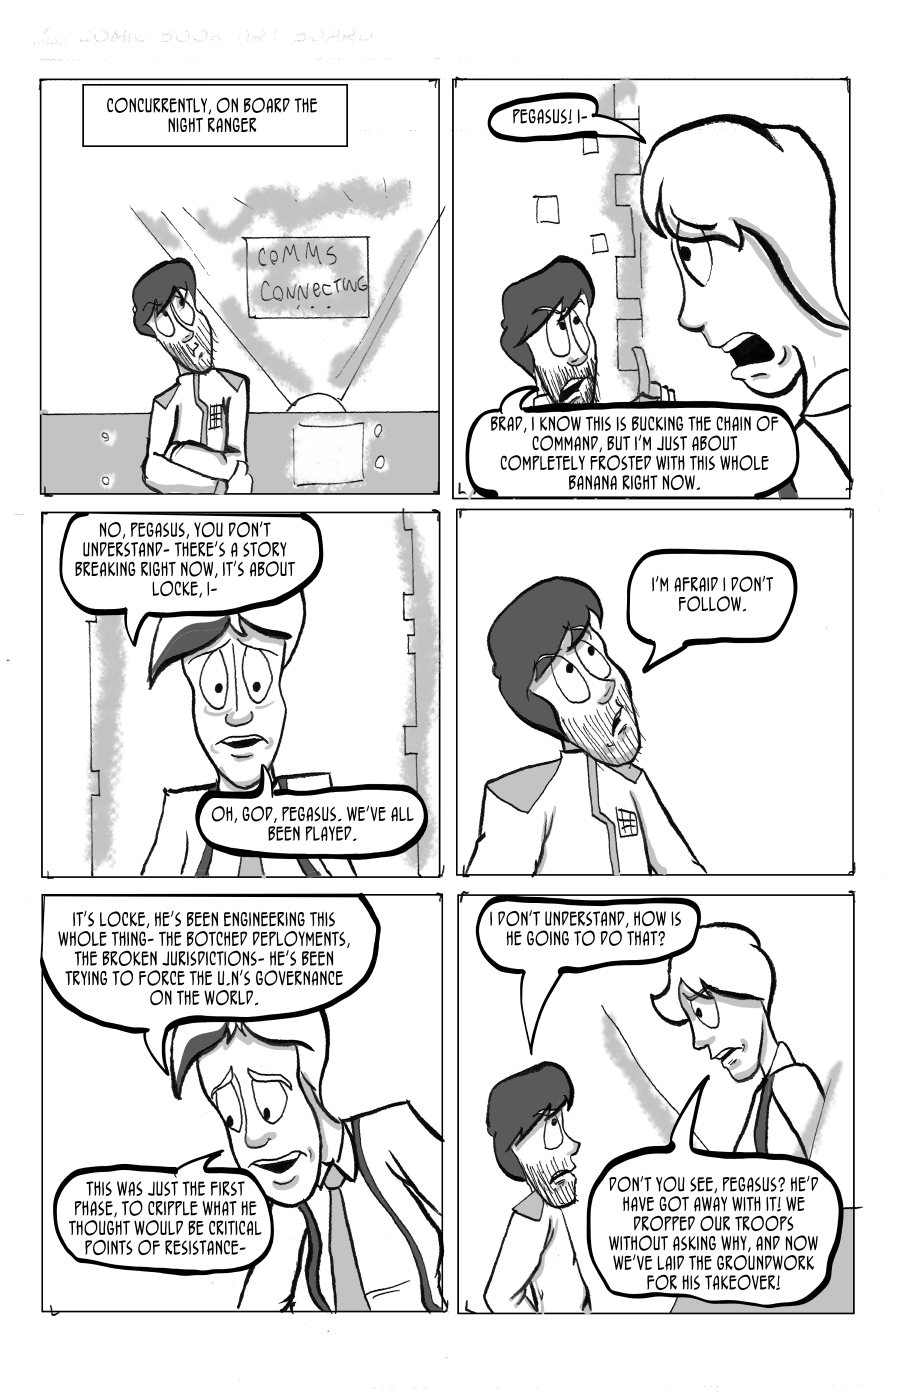 CONCURRENTLY, ON BOARD THE
NIGHT RANGER
COMMS
CONNECTING
...
PEGASUS! I-
BRAD, I KNOW THIS IS BUCKING THE CHAIN OF
COMMAND, BUT I'M JUST ABOUT
COMPLETELY FROSTED WITH THIS WHOLE
BANANA RIGHT NOW.
NO, PEGASUS, YOU DON'T
UNDERSTAND- THERE'S A STORY
BREAKING RIGHT NOW, IT'S ABOUT
LOCKE, I-
OH, GOD, PEGASUS. WE'VE ALL
BEEN PLAYED.
I'M AFRAID I DON'T
FOLLOW.
IT'S LOCKE, HE'S BEEN ENGINEERING THIS
WHOLE THING- THE BOTCHED DEPLOYMENTS,
THE BROKEN JURISDICTIONS- HE'S BEEN
TRYING TO FORCE THE U.N'S GOVERNANCE
ON THE WORLD.
THIS WAS JUST THE FIRST
PHASE, TO CRIPPLE WHAT HE
THOUGHT WOULD BE CRITICAL
POINTS OF RESISTANCE-
I DON'T UNDERSTAND, HOW IS
HE GOING TO DO THAT?
DON'T YOU SEE, PEGASUS? HE'D
HAVE GOT AWAY WITH IT! WE
DROPPED OUR TROOPS
WITHOUT ASKING WHY, AND NOW
WE'VE LAID THE GROUNDWORK
FOR HIS TAKEOVER!